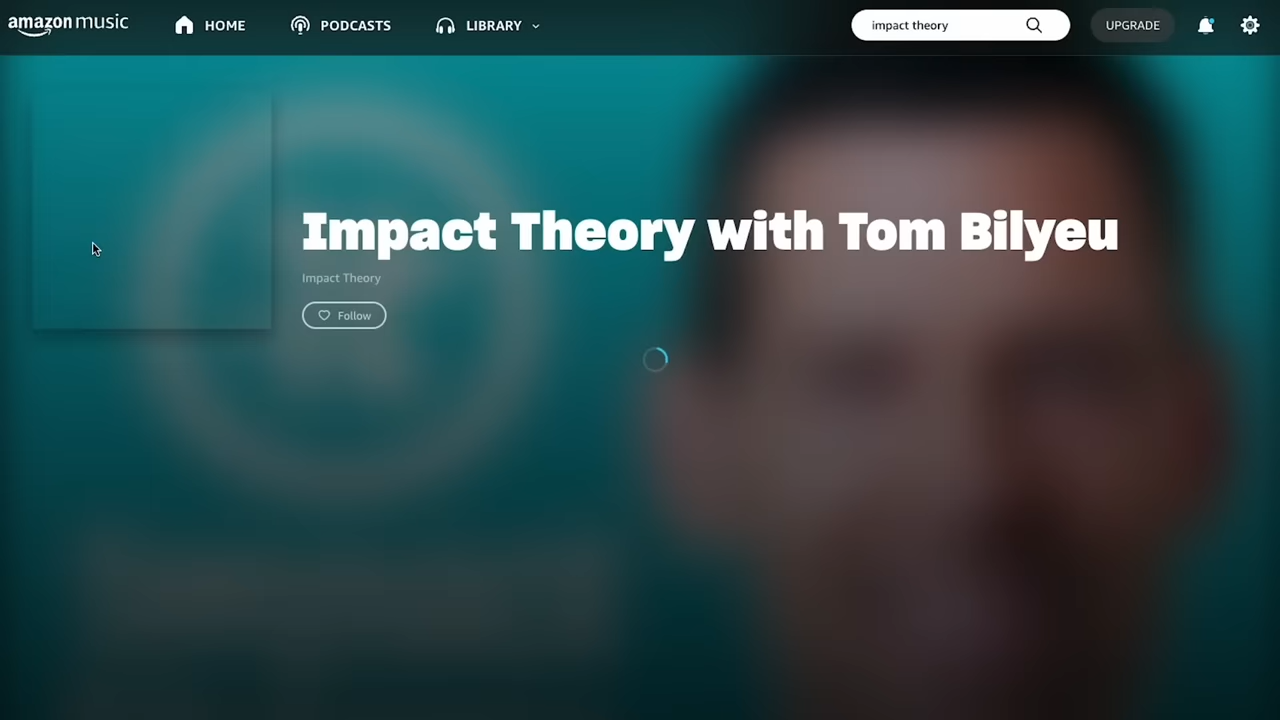 amazon music
HOME
PODCASTS
LIBRARY
impact theory
UPGRADE
Impact Theory with Tom Bilyeu
Impact Theory
Follow